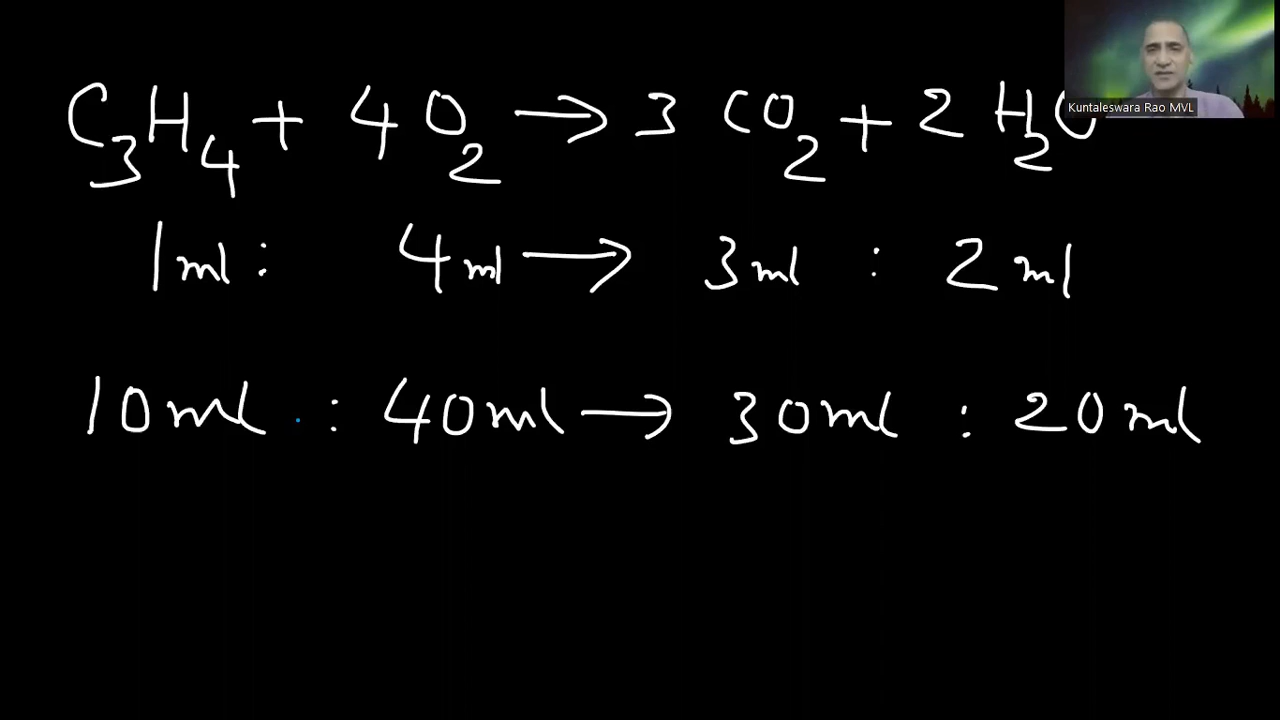 C₃H₄ + 4O₂ → 3CO₂ + 2H₂O
Kuntaleswara Rao MVL
1ml : 4ml → 3ml : 2ml
10ml : 40ml → 30ml : 20ml